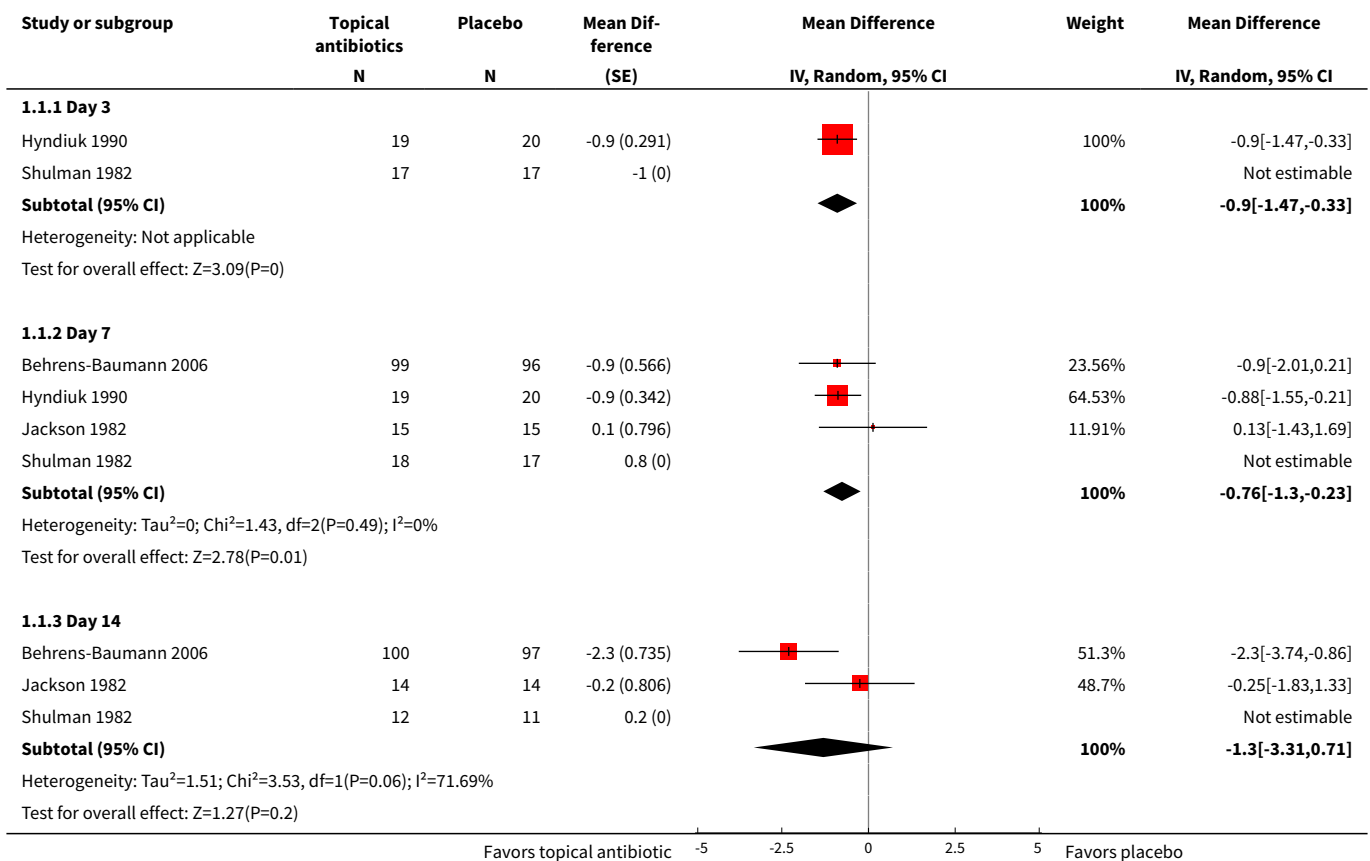 Study or subgroup Topical antibiotics Placebo Mean Dif-ference Mean Difference Weight Mean Difference
N N (SE) IV, Random, 95% CI IV, Random, 95% CI
1.1.1 Day 3
Hyndiuk 1990 19 20 -0.9 (0.291) 100% -0.9[-1.47,-0.33]
Shulman 1982 17 17 -1 (0) Not estimable
Subtotal (95% CI) 100% -0.9[-1.47,-0.33]
Heterogeneity: Not applicable
Test for overall effect: Z=3.09(P=0)
1.1.2 Day 7
Behrens-Baumann 2006 99 96 -0.9 (0.566) 23.56% -0.9[-2.01,0.21]
Hyndiuk 1990 19 20 -0.9 (0.342) 64.53% -0.88[-1.55,-0.21]
Jackson 1982 15 15 0.1 (0.796) 11.91% 0.13[-1.43,1.69]
Shulman 1982 18 17 0.8 (0) Not estimable
Subtotal (95% CI) 100% -0.76[-1.3,-0.23]
Heterogeneity: Tau²=0; Chi²=1.43, df=2(P=0.49); I²=0%
Test for overall effect: Z=2.78(P=0.01)
1.1.3 Day 14
Behrens-Baumann 2006 100 97 -2.3 (0.735) 51.3% -2.3[-3.74,-0.86]
Jackson 1982 14 14 -0.2 (0.806) 48.7% -0.25[-1.83,1.33]
Shulman 1982 12 11 0.2 (0) Not estimable
Subtotal (95% CI) 100% -1.3[-3.31,0.71]
Heterogeneity: Tau²=1.51; Chi²=3.53, df=1(P=0.06); I²=71.69%
Test for overall effect: Z=1.27(P=0.2)
Favors topical antibiotic -5 -2.5 0 2.5 5 Favors placebo